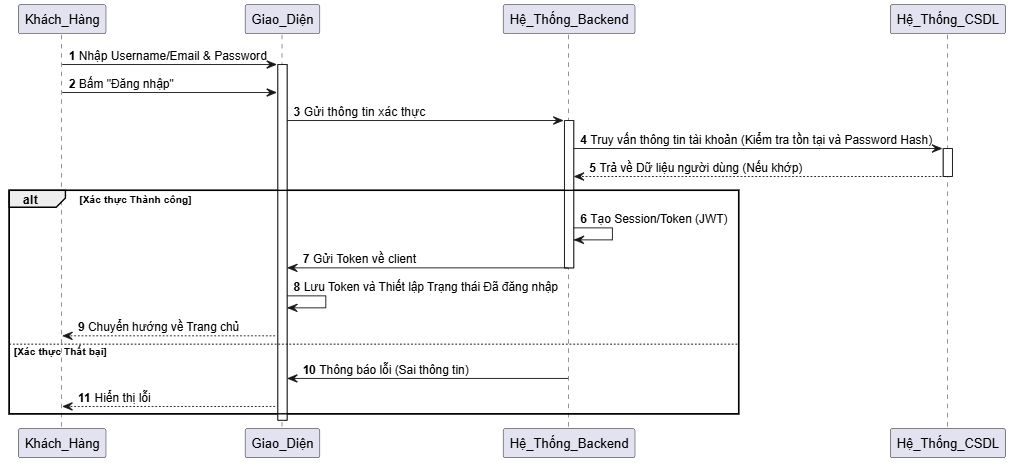 Khách_Hàng Giao_Diện Hệ_Thống_Backend Hệ_Thống_CSDL
1 Nhập Username/Email & Password
2 Bấm "Đăng nhập"
3 Gửi thông tin xác thực
4 Truy vấn thông tin tài khoản (Kiểm tra tồn tại và Password Hash)
5 Trả về Dữ liệu người dùng (Nếu khớp)
alt [Xác thực Thành công]
6 Tạo Session/Token (JWT)
7 Gửi Token về client
8 Lưu Token và Thiết lập Trạng thái Đã đăng nhập
9 Chuyển hướng về Trang chủ
[Xác thực Thất bại]
10 Thông báo lỗi (Sai thông tin)
11 Hiển thị lỗi
Khách_Hàng Giao_Diện Hệ_Thống_Backend Hệ_Thống_CSDL